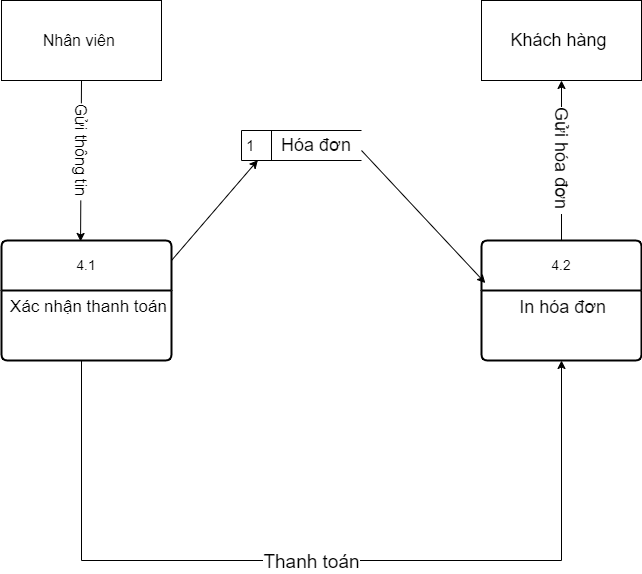 Nhân viên
Khách hàng
Gửi thông tin
1
Hóa đơn
Gửi hóa đơn
4.1
Xác nhận thanh toán
4.2
In hóa đơn
Thanh toán